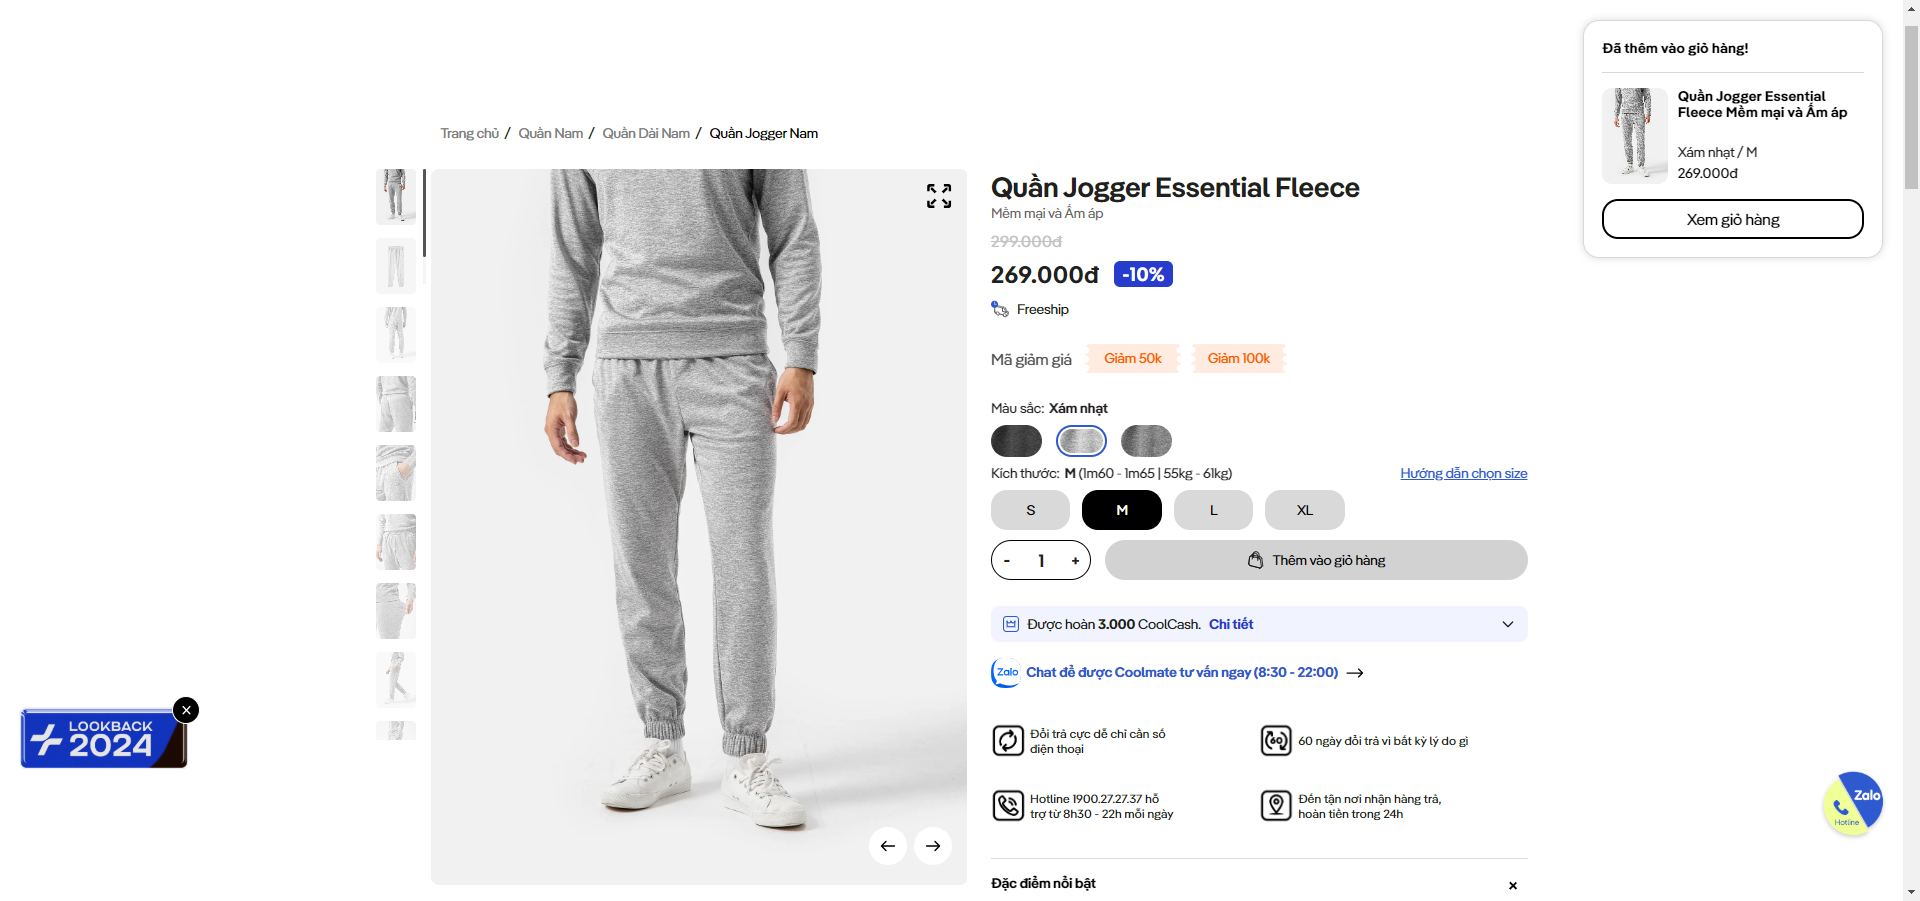 Đã thêm vào giỏ hàng!
Quần Jogger Essential
Fleece Mềm mại và Ấm áp
Xám nhạt / M
269.000đ
Xem giỏ hàng
Trang chủ / Quần Nam / Quần Dài Nam / Quần Jogger Nam
Quần Jogger Essential Fleece
Mềm mại và Ấm áp
299.000đ
269.000đ -10%
Freeship
Mã giảm giá Giảm 50k Giảm 100k
Màu sắc: Xám nhạt
Kích thước: M (1m60 - 1m65 | 55kg - 61kg) Hướng dẫn chọn size
S M L XL
- 1 + Thêm vào giỏ hàng
Được hoàn 3.000 CoolCash. Chi tiết
Zalo Chat để được Coolmate tư vấn ngay (8:30 - 22:00)
Đổi trả cực dễ chỉ cần số
điện thoại
60 60 ngày đổi trả vì bất kỳ lý do gì
Hotline 1900.27.27.37 hỗ
trợ từ 8h30 - 22h mỗi ngày
Đến tận nơi nhận hàng trả,
hoàn tiền trong 24h
Đặc điểm nổi bật
LOOKBACK
2024
Zalo
Hotline